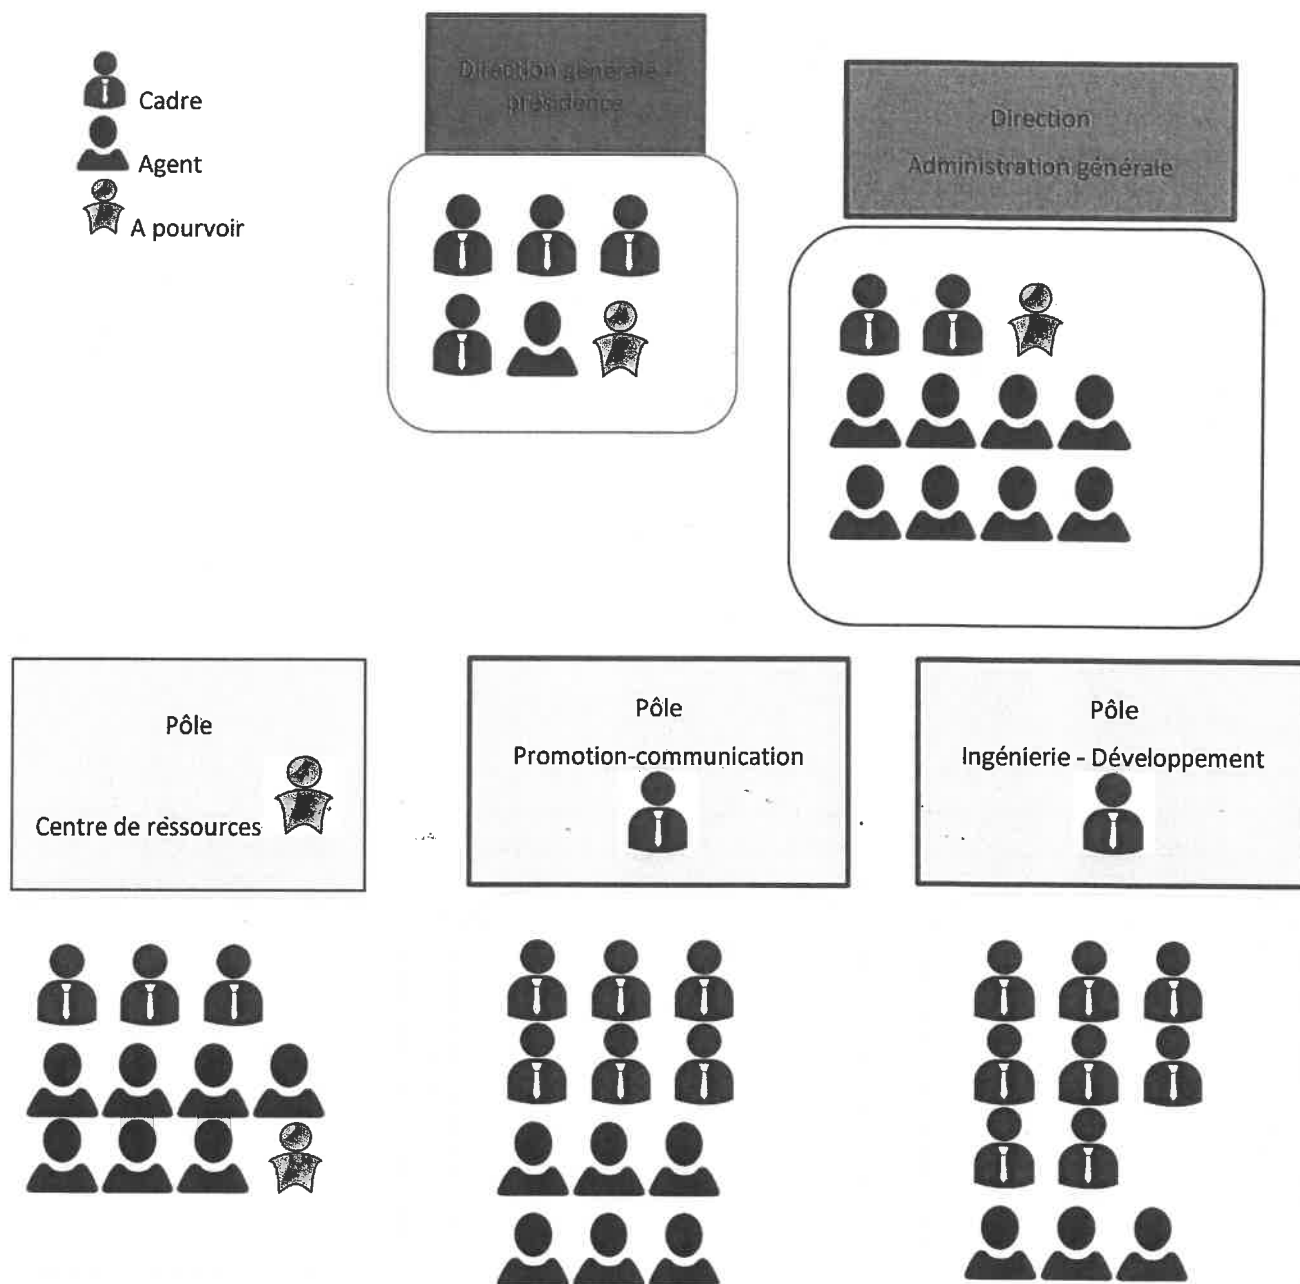 Cadre
Agent
A pourvoir
Direction générale -
présidence
Direction
Administration générale
Pôle
Centre de ressources
Pôle
Promotion-communication
Pôle
Ingénierie - Développement